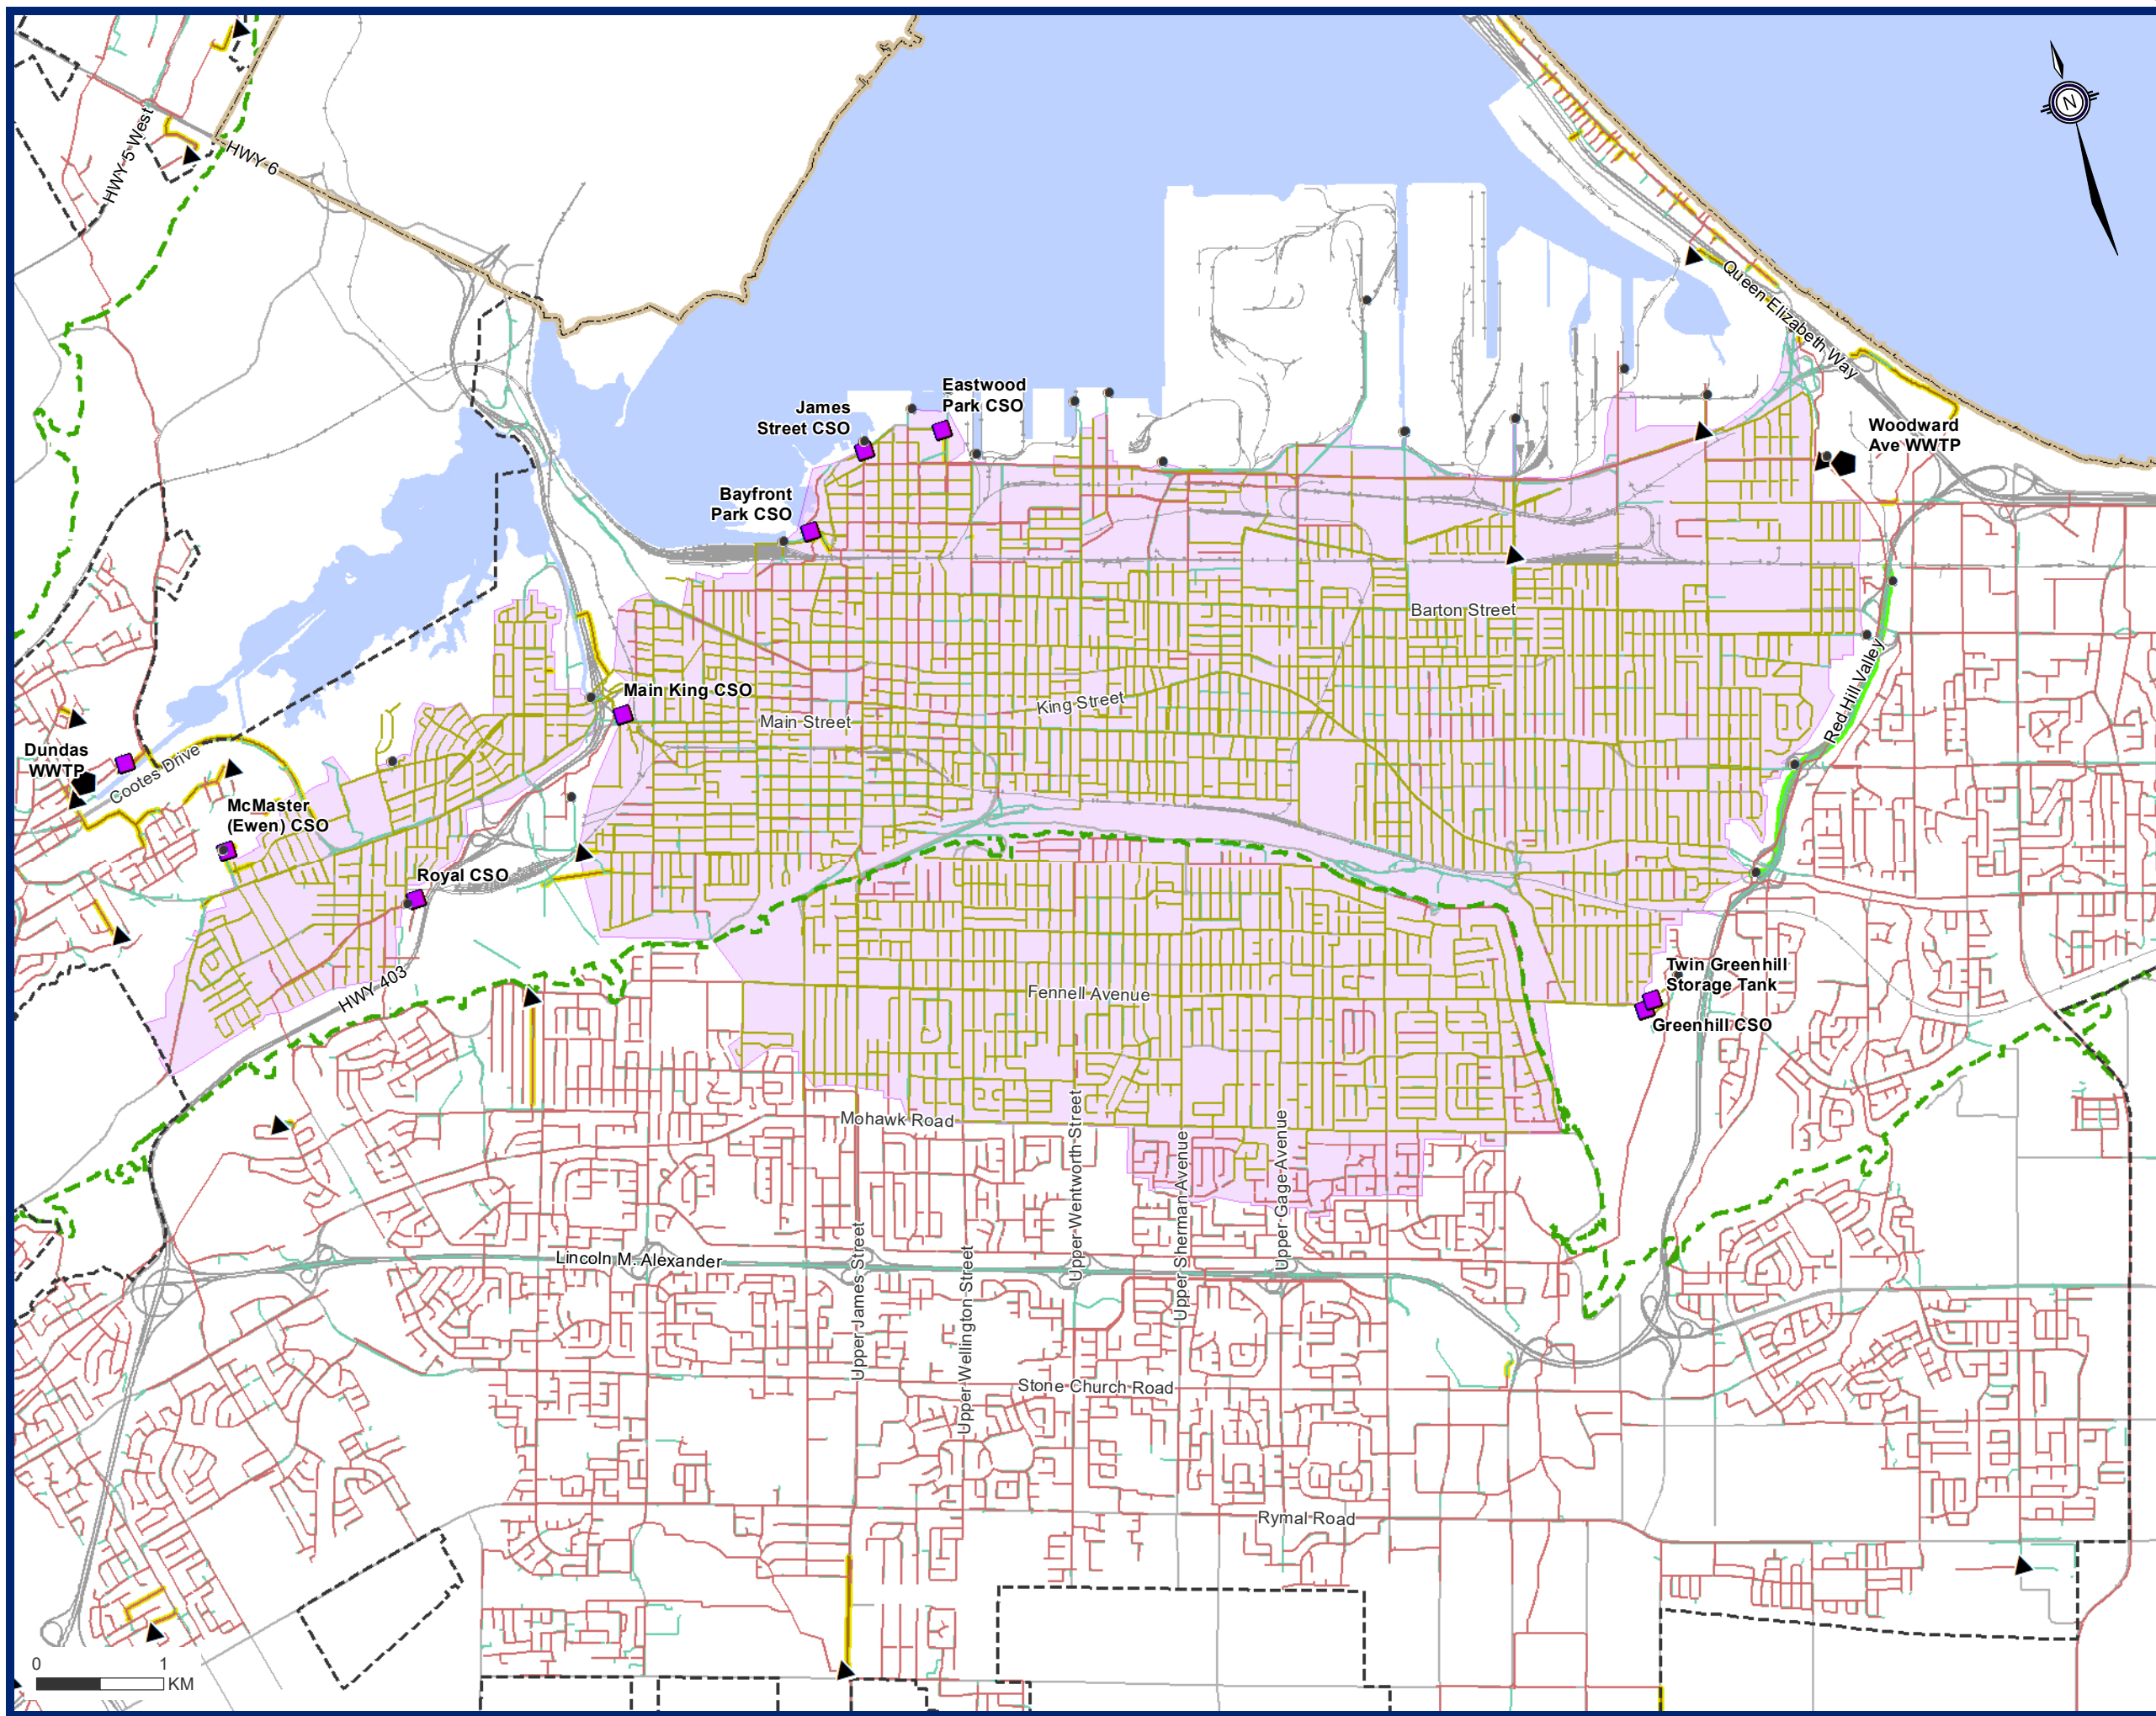 HWY 5 West
HWY 6
N
Queen Elizabeth Way
Eastwood
Park CSO
James
Street CSO
Woodward
Ave WWTP
Bayfront
Park CSO
Barton Street
Red Hill Valley
Main King CSO
King Street
Main Street
Dundas
WWTP
Cootes Drive
McMaster
(Ewen) CSO
Royal CSO
HWY 403
Twin Greenhill
Storage Tank
Greenhill CSO
Fennell Avenue
Mohawk Road
Upper Wentworth Street
Upper Sherman Avenue
Upper Gage Avenue
Lincoln M. Alexander
Upper James Street
Upper Wellington Street
Stone Church Road
Rymal Road
0 1
KM